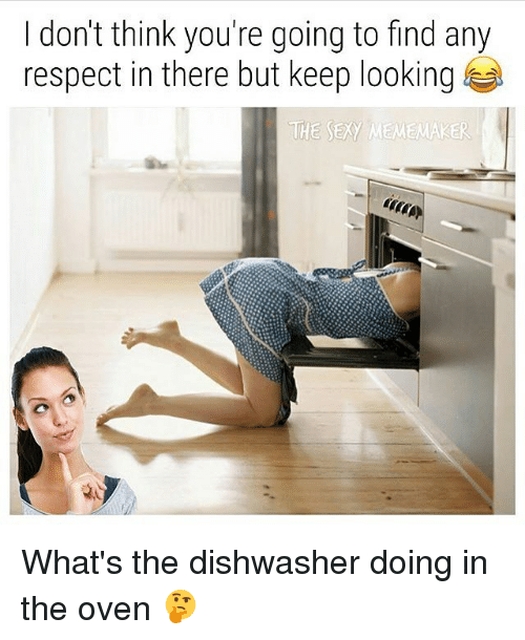 I don't think you're going to find any
respect in there but keep looking 😂
THE SEXY MEMEMAKER
What's the dishwasher doing in
the oven 🤔